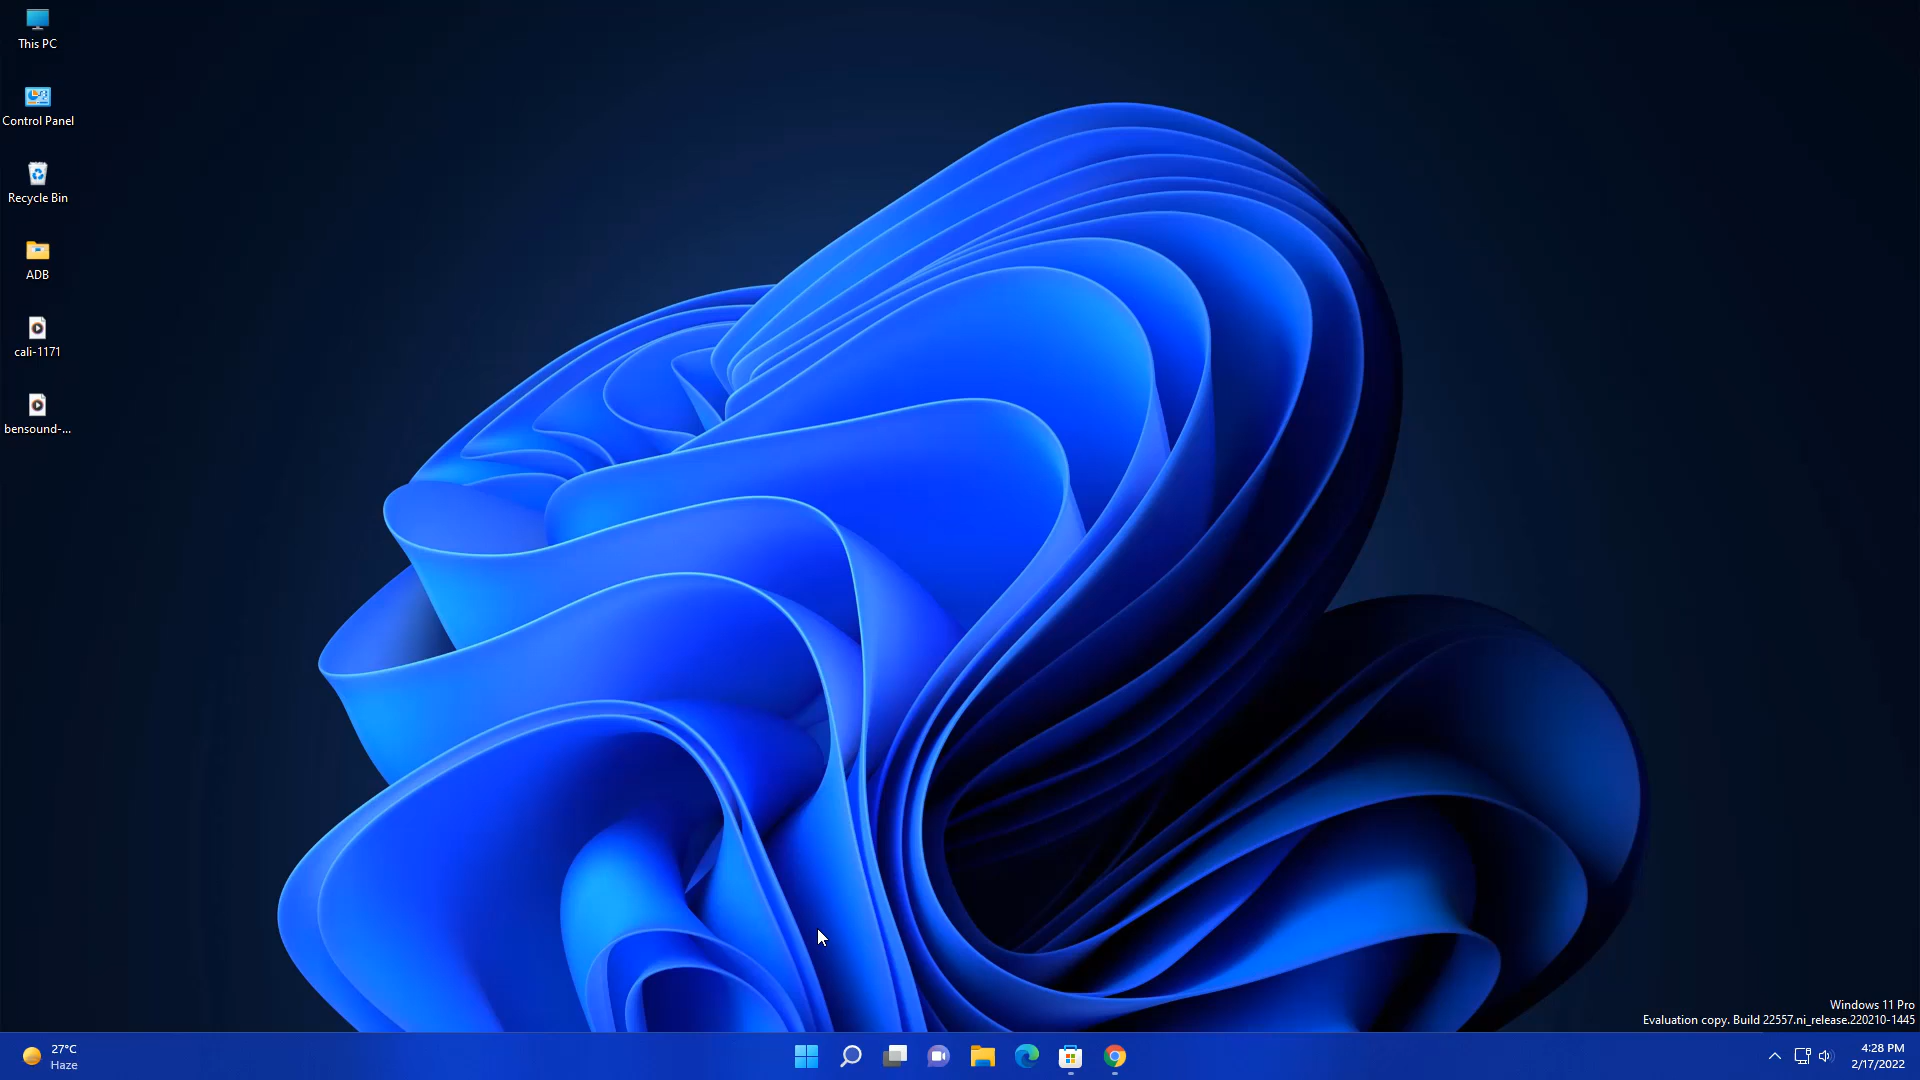 This PC
Control Panel
Recycle Bin
ADB
cali-1171
bensound-...
Windows 11 Pro
Evaluation copy. Build 22557.ni_release.220210-1445
27°C
Haze
4:28 PM
2/17/2022